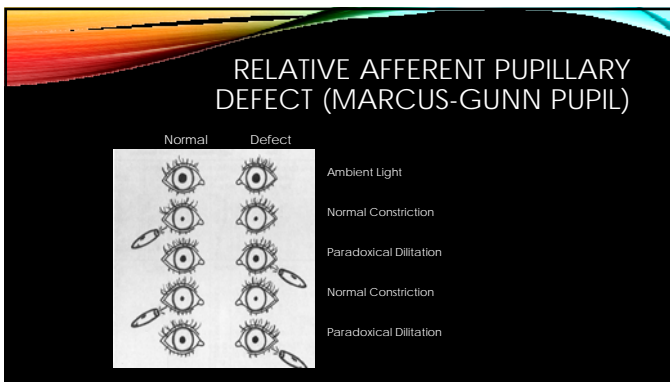 RELATIVE AFFERENT PUPILLARY
DEFECT (MARCUS-GUNN PUPIL)
Normal Defect
Ambient Light
Normal Constriction
Paradoxical Dilitation
Normal Constriction
Paradoxical Dilitation